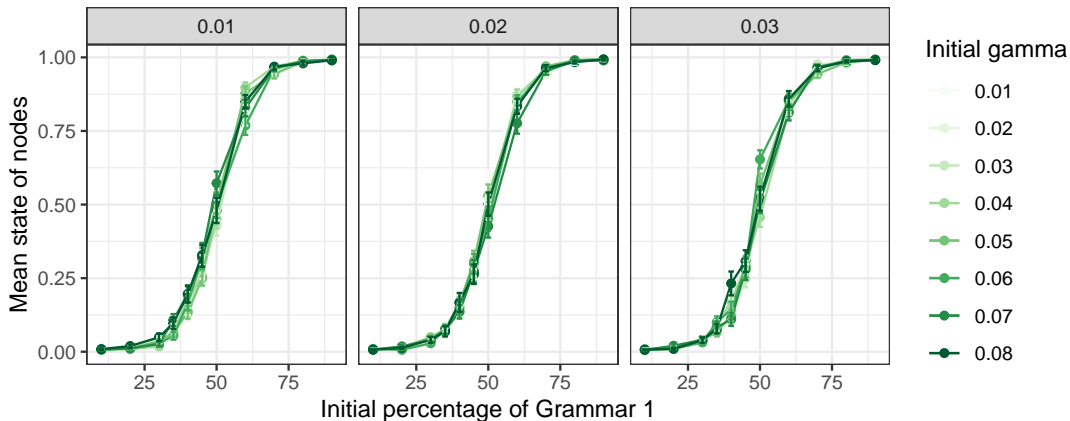 0.01 0.02 0.03
Mean state of nodes
1.00
0.75
0.50
0.25
0.00
25 50 75 25 50 75 25 50 75
Initial percentage of Grammar 1
Initial gamma
0.01
0.02
0.03
0.04
0.05
0.06
0.07
0.08